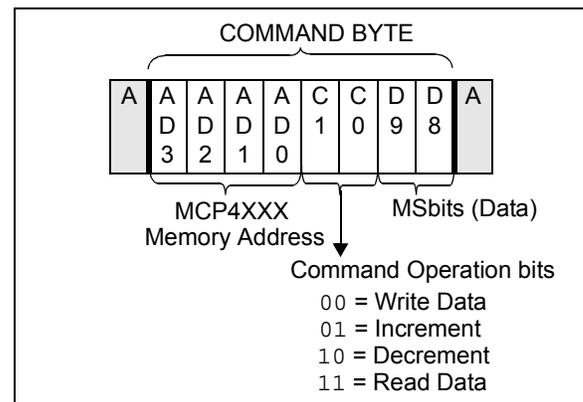 COMMAND BYTE
A A A A A C C D D A
D D D D 1 0 9 8
3 2 1 0
MCP4XXX
Memory Address
MSbits (Data)
Command Operation bits
00 = Write Data
01 = Increment
10 = Decrement
11 = Read Data